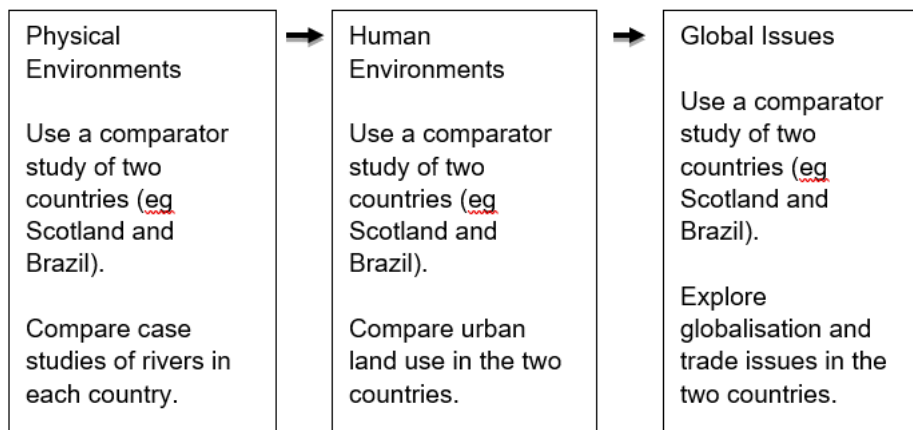 Physical
Environments
Use a comparator
study of two
countries (eg
Scotland and
Brazil).
Compare case
studies of rivers in
each country.
Human
Environments
Use a comparator
study of two
countries (eg
Scotland and
Brazil).
Compare urban
land use in the two
countries.
Global Issues
Use a comparator
study of two
countries (eg
Scotland and
Brazil).
Explore
globalisation and
trade issues in the
two countries.